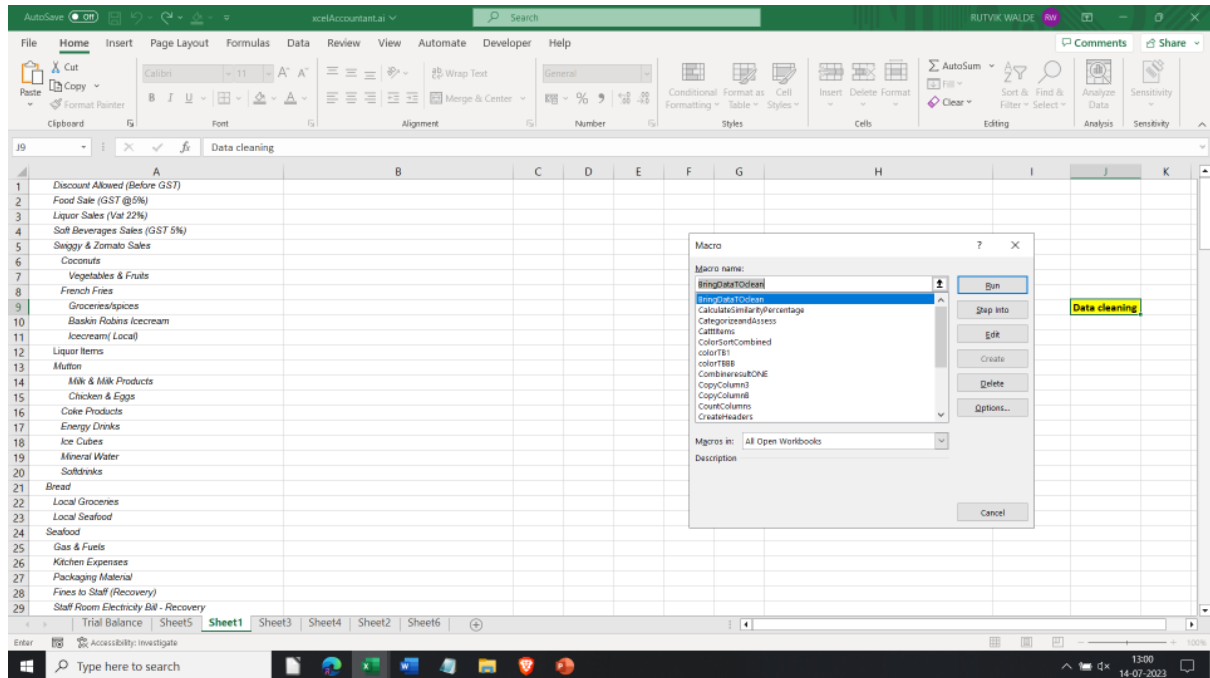 AutoSave Off xcelAccountant.ai Search RUTVIK WALDE RW
File Home Insert Page Layout Formulas Data Review View Automate Developer Help Comments Share
Paste Cut Copy Format Painter Clipboard
Calibri 11 A A B I U A Font
Wrap Text Merge & Center Alignment
General % 9 Number
Conditional Formatting Format as Table Cell Styles Styles
Insert Delete Format Cells
AutoSum Fill Clear Sort & Filter Find & Select Editing
Analyze Data Analysis
Sensitivity Sensitivity
J9 fx Data cleaning
A B C D E F G H I J K
1 Discount Allowed (Before GST)
2 Food Sale (GST @5%)
3 Liquor Sales (Vat 22%)
4 Soft Beverages Sales (GST 5%)
5 Swiggy & Zomato Sales
6 Coconuts
7 Vegetables & Fruits
8 French Fries
9 Groceries/spices Data cleaning
10 Baskin Robins Icecream
11 Icecream( Local)
12 Liquor Items
13 Mutton
14 Milk & Milk Products
15 Chicken & Eggs
16 Coke Products
17 Energy Drinks
18 Ice Cubes
19 Mineral Water
20 Softdrinks
21 Bread
22 Local Groceries
23 Local Seafood
24 Seafood
25 Gas & Fuels
26 Kitchen Expenses
27 Packaging Material
28 Fines to Staff (Recovery)
29 Staff Room Electricity Bill - Recovery
Macro ?
Macro name:
BringDataTOclean
BringDataTOclean
CalculateSimilarityPercentage
CategorizeandAssess
CatttItems
ColorSortCombined
colorTB1
colorTBBB
CombineresultONE
CopyColumn3
CopyColumnB
CountColumns
CreateHeaders
Run
Step Into
Edit
Create
Delete
Options...
Macros in: All Open Workbooks
Description
Cancel
Trial Balance Sheet5 Sheet1 Sheet3 Sheet4 Sheet2 Sheet6
Enter Accessibility: Investigate 100%
Type here to search 13:00
14-07-2023